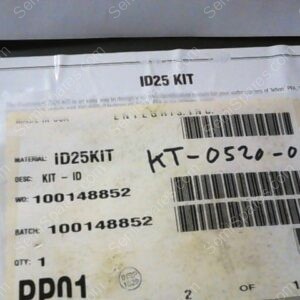 ID25 KIT
MADE IN USA
ENTEGRIS, INC.
MATERIAL: ID25KIT
KT-0520-0
DESC: KIT - ID
WO: 100148852
BATCH: 100148852
QTY: 1
PP01
2 OF